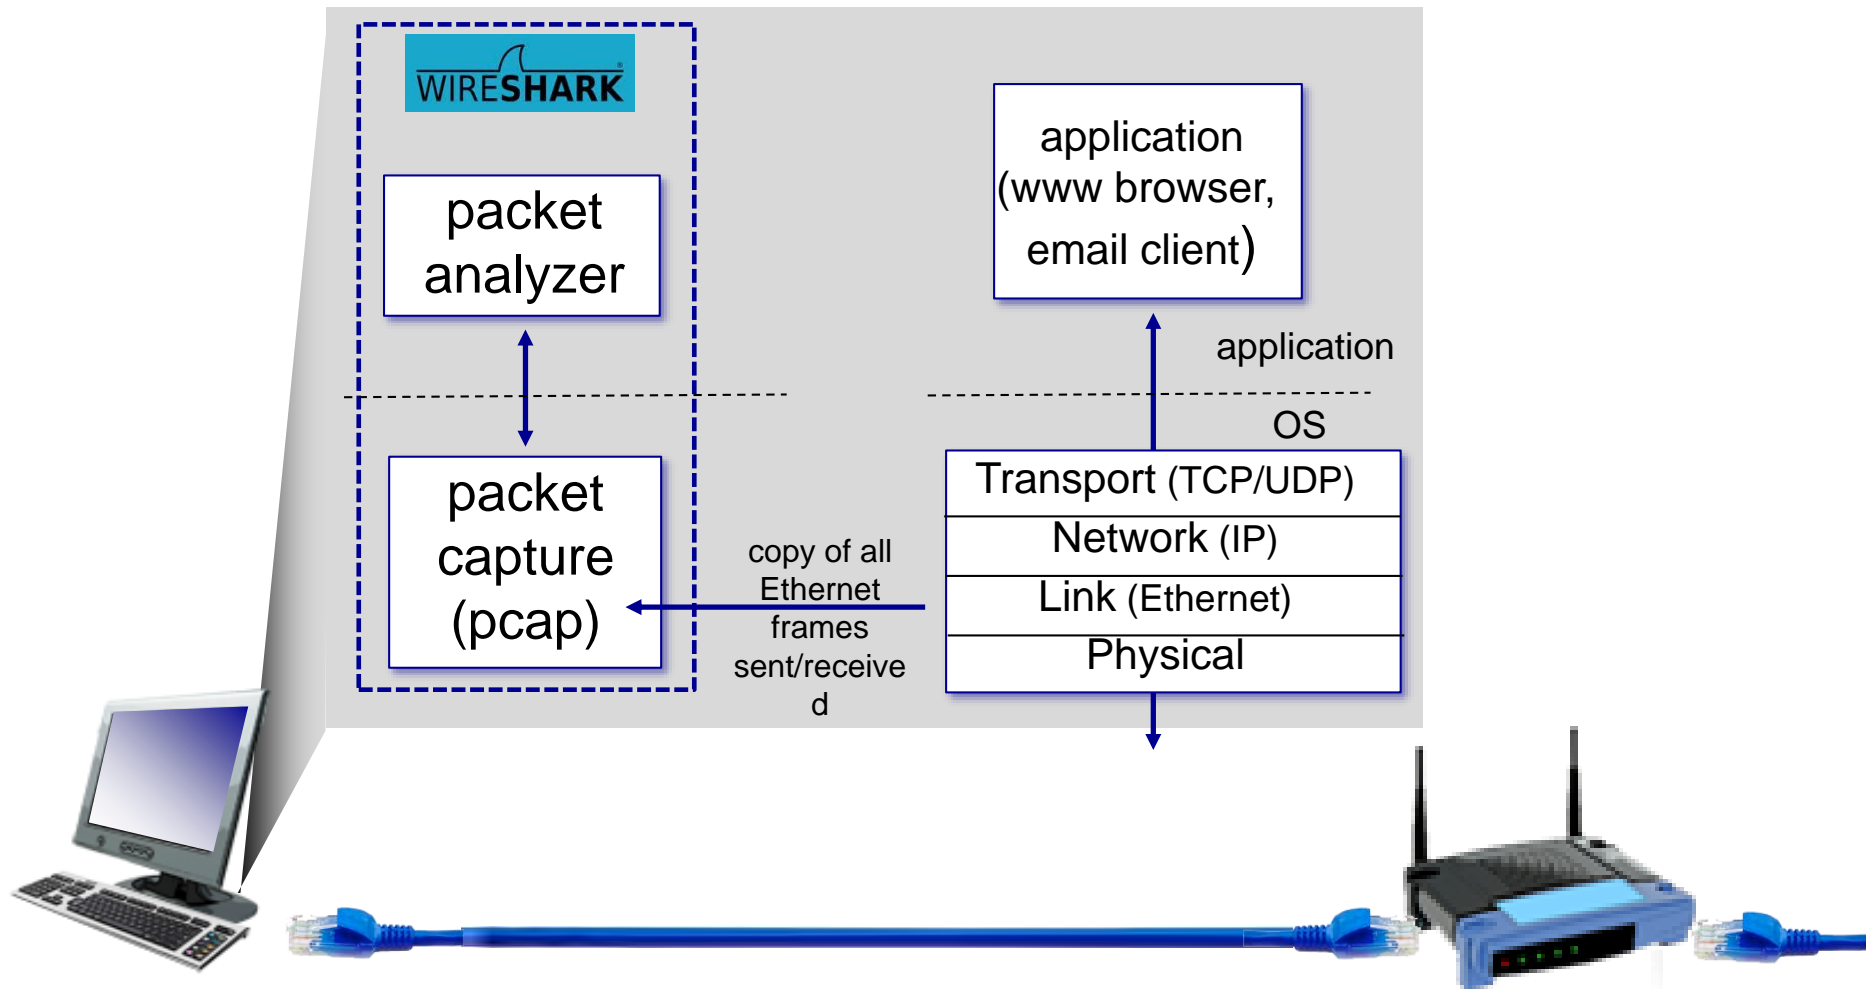 WIRESHARK®
packet
analyzer
packet
capture
(pcap)
copy of all
Ethernet
frames
sent/receive
d
application
(www browser,
email client)
application
OS
Transport (TCP/UDP)
Network (IP)
Link (Ethernet)
Physical